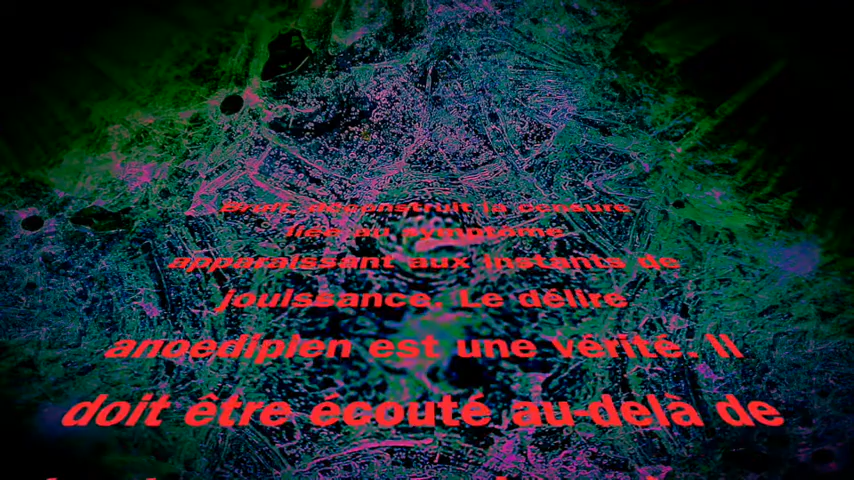 Bref, déconstruit la censure
liée au symptôme
apparaissant aux instants de
jouissance. Le délire
anoedipien est une vérité. Il
doit être écouté au-delà de